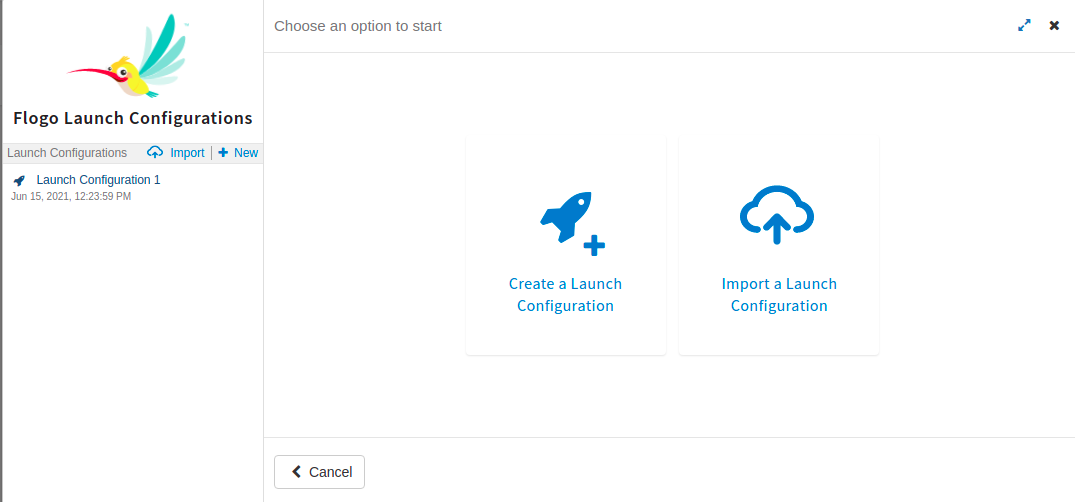 Choose an option to start
™
Flogo Launch Configurations
Launch Configurations Import | + New
Launch Configuration 1
Jun 15, 2021, 12:23:59 PM
Create a Launch
Configuration
Import a Launch
Configuration
Cancel